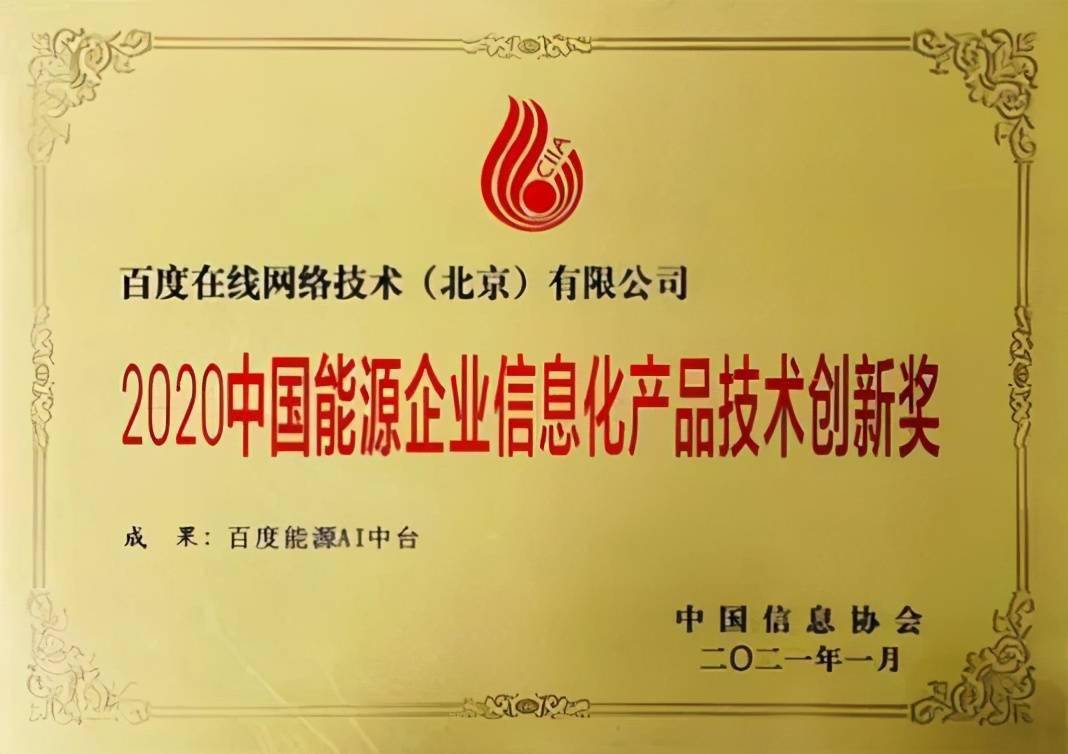 CIIA
百度在线网络技术（北京）有限公司
2020中国能源企业信息化产品技术创新奖
成 果：百度能源AI中台
中国信息协会
二〇二一年一月